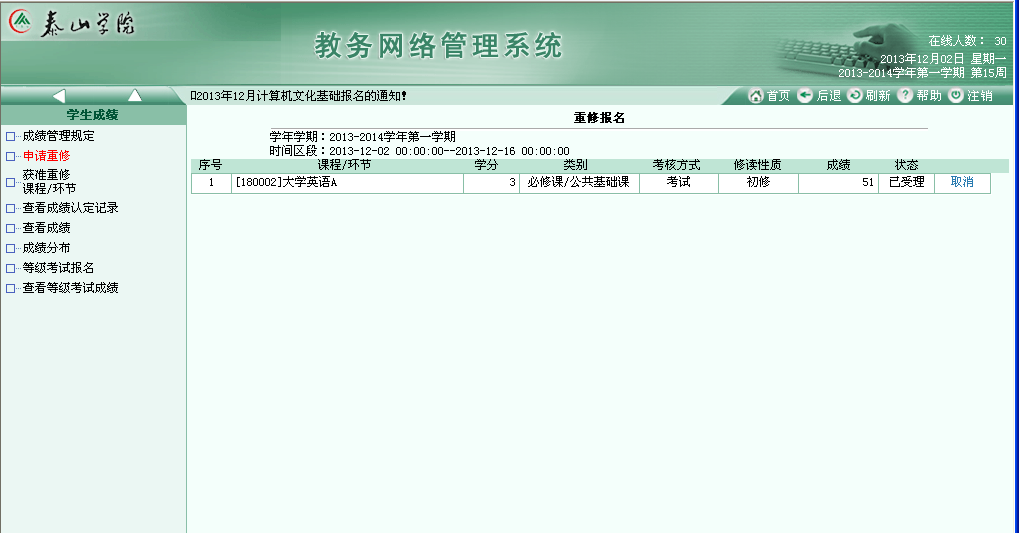 泰山学院
教务网络管理系统
在线人数： 30
2013年12月02日 星期一
2013-2014学年第一学期 第15周
2013年12月计算机文化基础报名的通知!
首页 后退 刷新 帮助 注销
学生成绩
成绩管理规定
申请重修
获准重修
课程/环节
查看成绩认定记录
查看成绩
成绩分布
等级考试报名
查看等级考试成绩
重修报名
学年学期：2013-2014学年第一学期
时间区段：2013-12-02 00:00:00--2013-12-16 00:00:00
序号 课程/环节 学分 类别 考核方式 修读性质 成绩 状态
1 [180002]大学英语A 3 必修课/公共基础课 考试 初修 51 已受理 取消